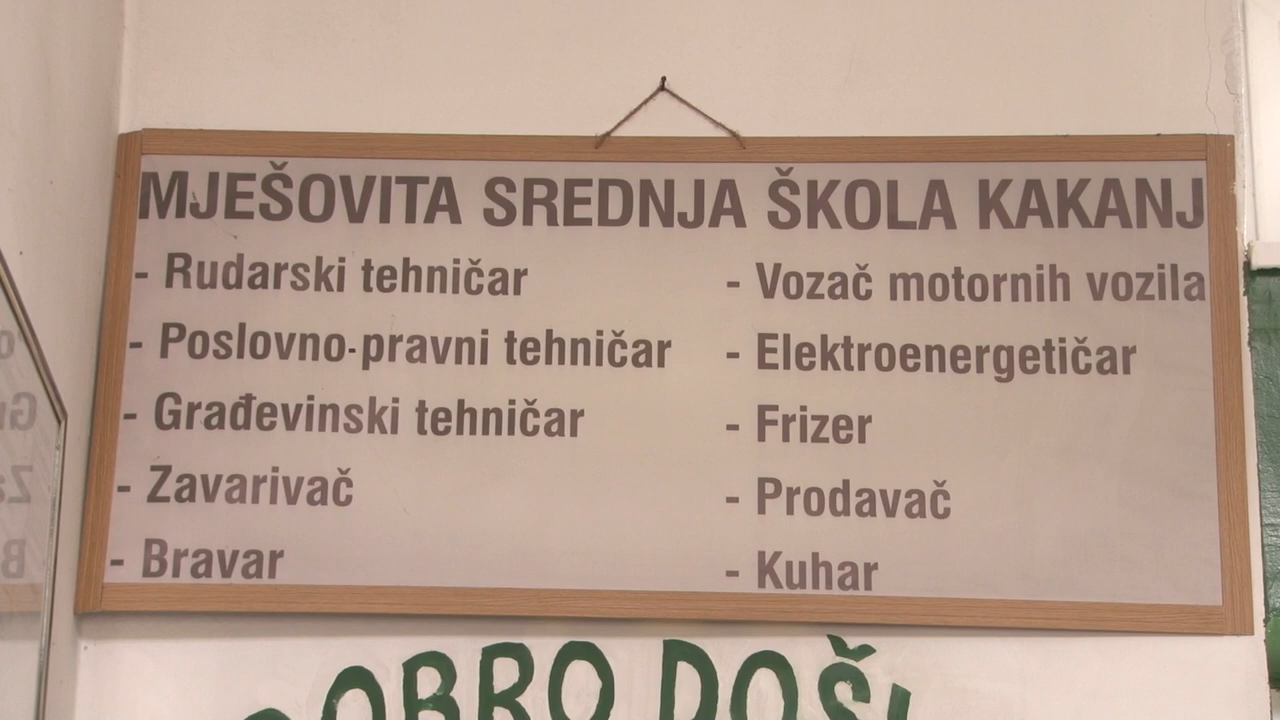 MJEŠOVITA SREDNJA ŠKOLA KAKANJ
- Rudarski tehničar
- Poslovno-pravni tehničar
- Građevinski tehničar
- Zavarivač
- Bravar
- Vozač motornih vozila
- Elektroenergetičar
- Frizer
- Prodavač
- Kuhar
DOBRO